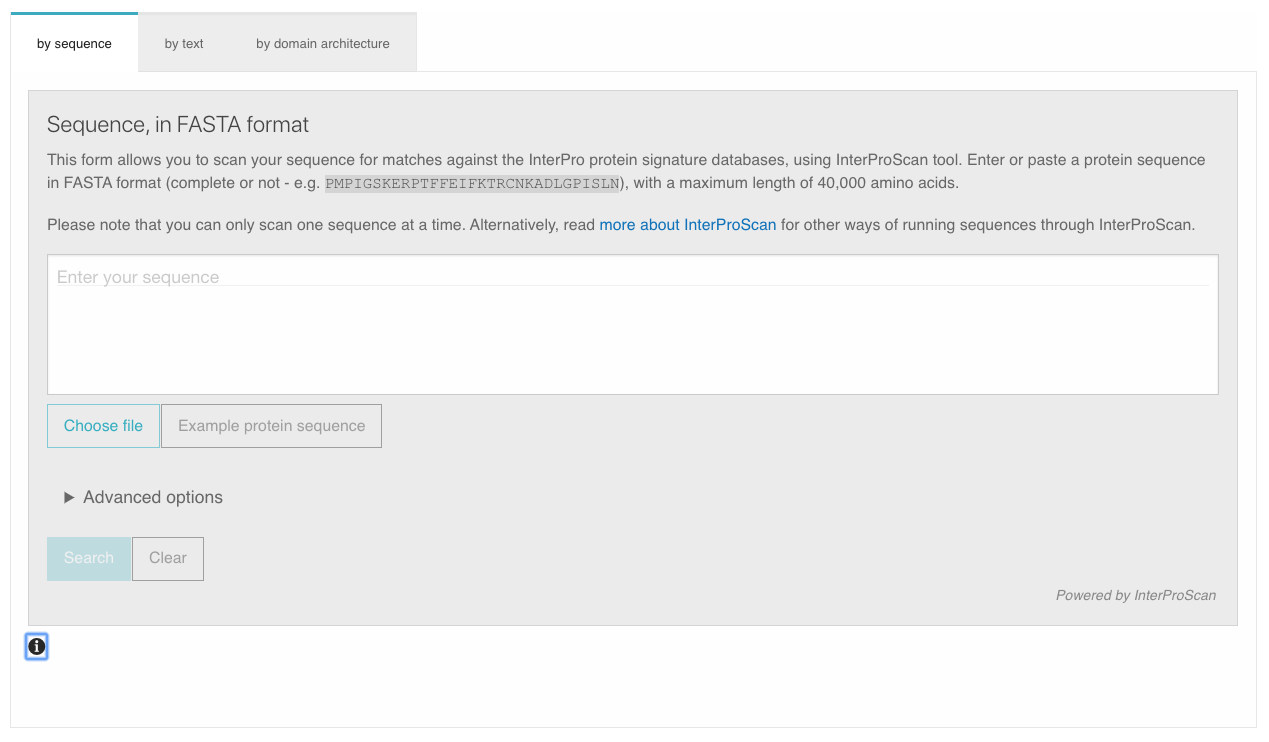 by sequence by text by domain architecture
Sequence, in FASTA format
This form allows you to scan your sequence for matches against the InterPro protein signature databases, using InterProScan tool. Enter or paste a protein sequence
in FASTA format (complete or not - e.g. PMPIGSKERPTFFEIFKTRCNKADLGPISLN), with a maximum length of 40,000 amino acids.
Please note that you can only scan one sequence at a time. Alternatively, read more about InterProScan for other ways of running sequences through InterProScan.
Enter your sequence
Choose file Example protein sequence
Advanced options
Search Clear
Powered by InterProScan